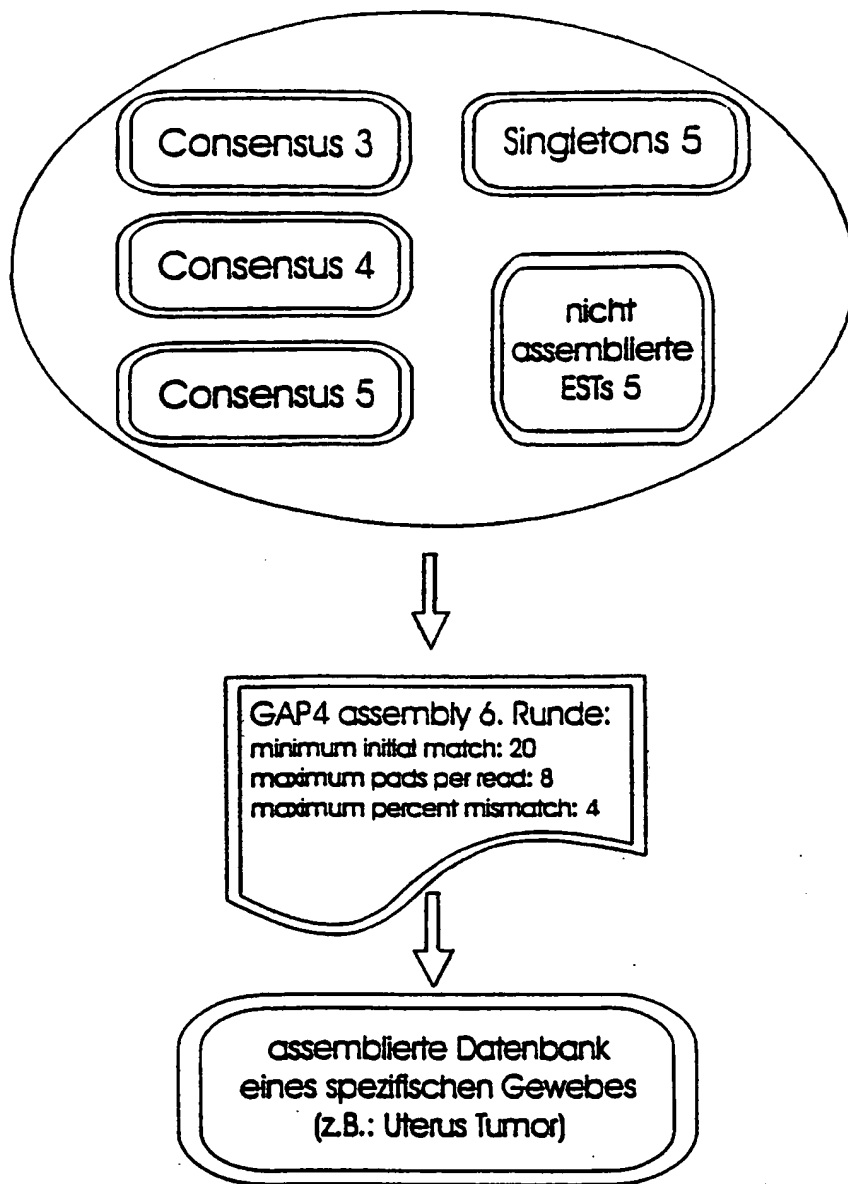 Consensus 3
Singletons 5
Consensus 4
Consensus 5
nicht
assemblierte
ESTs 5
GAP4 assembly 6. Runde:
minimum initial match: 20
maximum pads per read: 8
maximum percent mismatch: 4
assemblierte Datenbank
eines spezifischen Gewebes
(z.B.: Uterus Tumor)